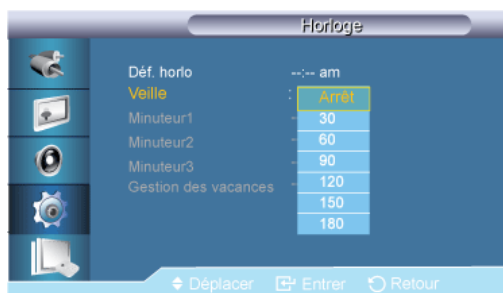 Horloge
Déf. horlo --:-- am
Veille : Arrêt
Minuteur1 - 30
Minuteur2 - 60
Minuteur3 - 90
Gestion des vacances - 120
150
180
Déplacer Entrer Retour